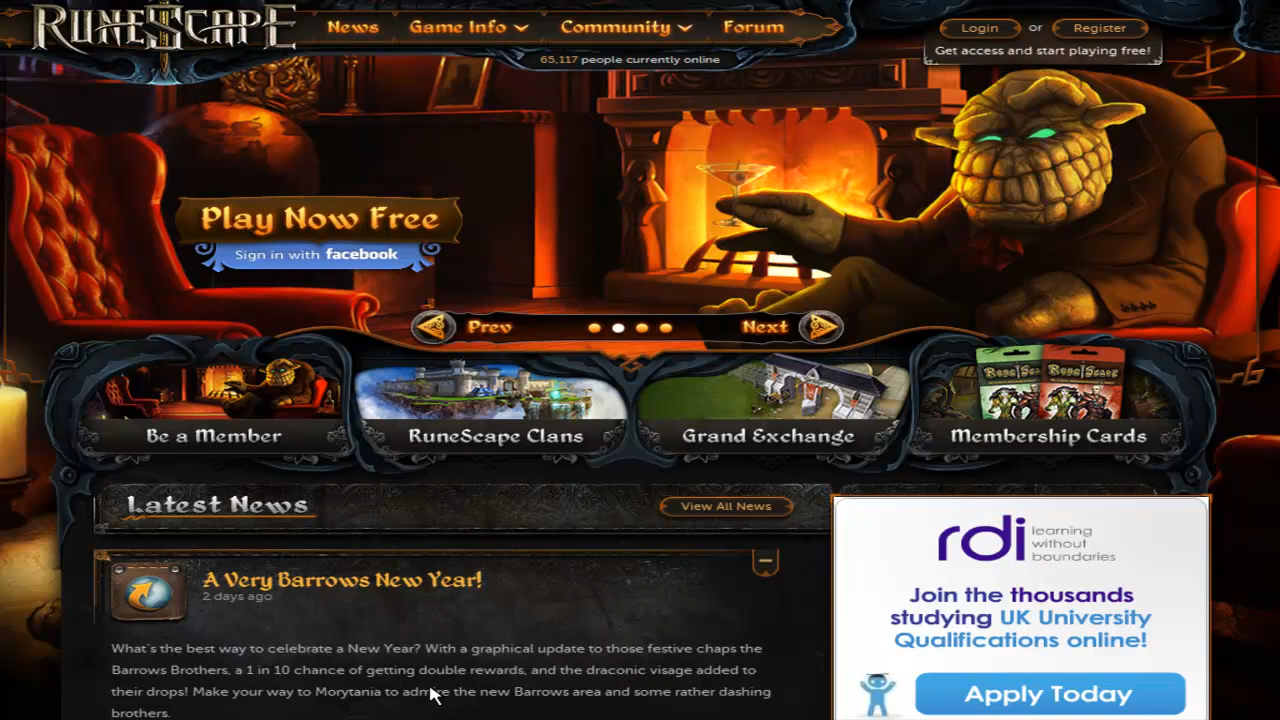 RuneScape
News
Game Info
Community
Forum
Login or Register
65,117 people currently online
Get access and start playing free!
Play Now Free
Sign in with facebook
Prev
Next
RuneScape
RuneScape
Be a Member
RuneScape Clans
Grand Exchange
Membership Cards
Latest News
View All News
A Very Barrows New Year!
2 days ago
What's the best way to celebrate a New Year? With a graphical update to those festive chaps the
Barrows Brothers, a 1 in 10 chance of getting double rewards, and the draconic visage added to
their drops! Make your way to Morytania to admire the new Barrows area and some rather dashing
brothers.
rdi learning
without
boundaries
Join the thousands
studying UK University
Qualifications online!
Apply Today